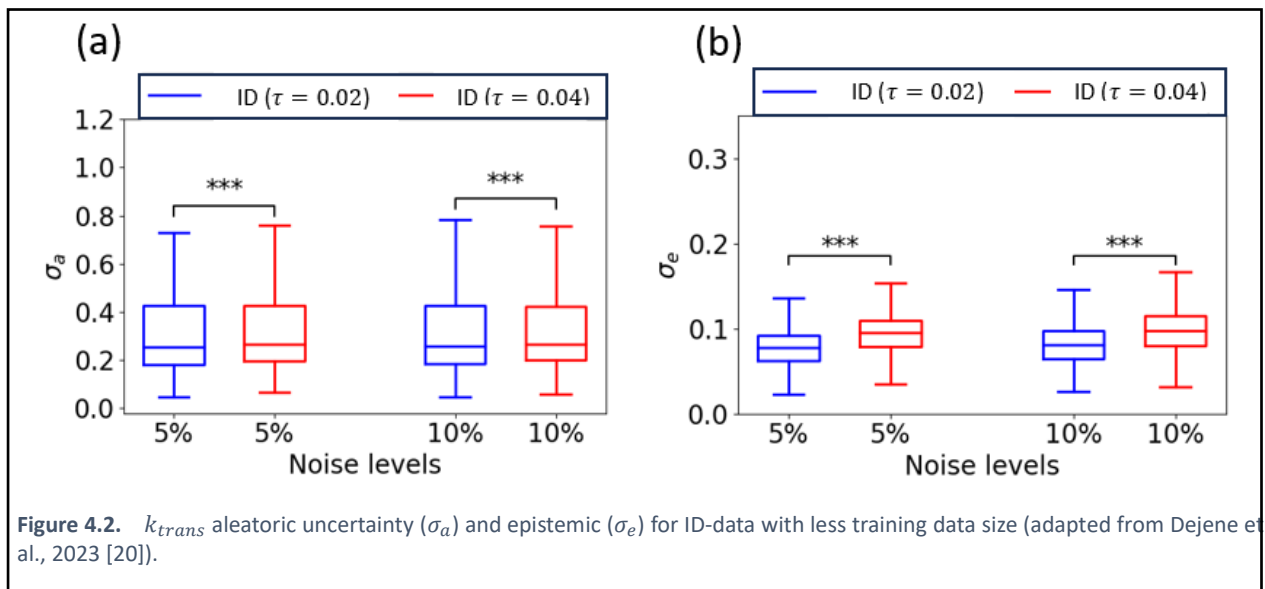 (a)
(b)
ID (τ = 0.02) ID (τ = 0.04)
ID (τ = 0.02) ID (τ = 0.04)
1.2
1.0
0.8
0.6
0.4
0.2
0.0
σₐ
***
***
5% 5% 10% 10%
Noise levels
0.3
0.2
0.1
0.0
σₑ
***
***
5% 5% 10% 10%
Noise levels
Figure 4.2. k_trans aleatoric uncertainty (σₐ) and epistemic (σₑ) for ID-data with less training data size (adapted from Dejene et
al., 2023 [20]).